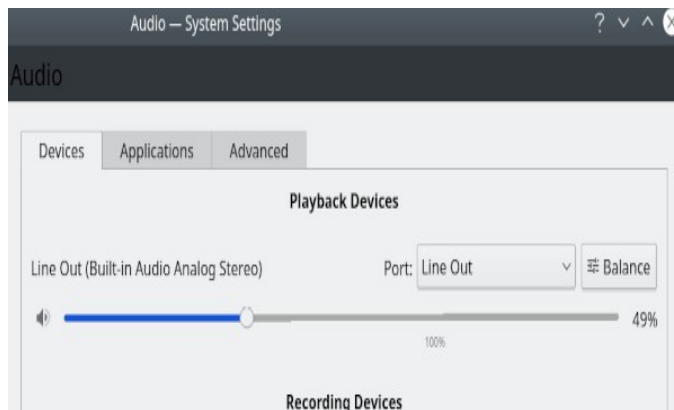 Audio — System Settings
Audio
Devices Applications Advanced
Playback Devices
Line Out (Built-in Audio Analog Stereo) Port: Line Out Balance
49%
100%
Recording Devices